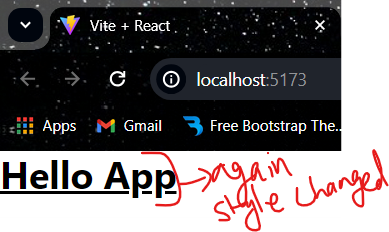 Vite + React
localhost:5173
Apps Gmail Free Bootstrap The...
Hello App
again
style changed